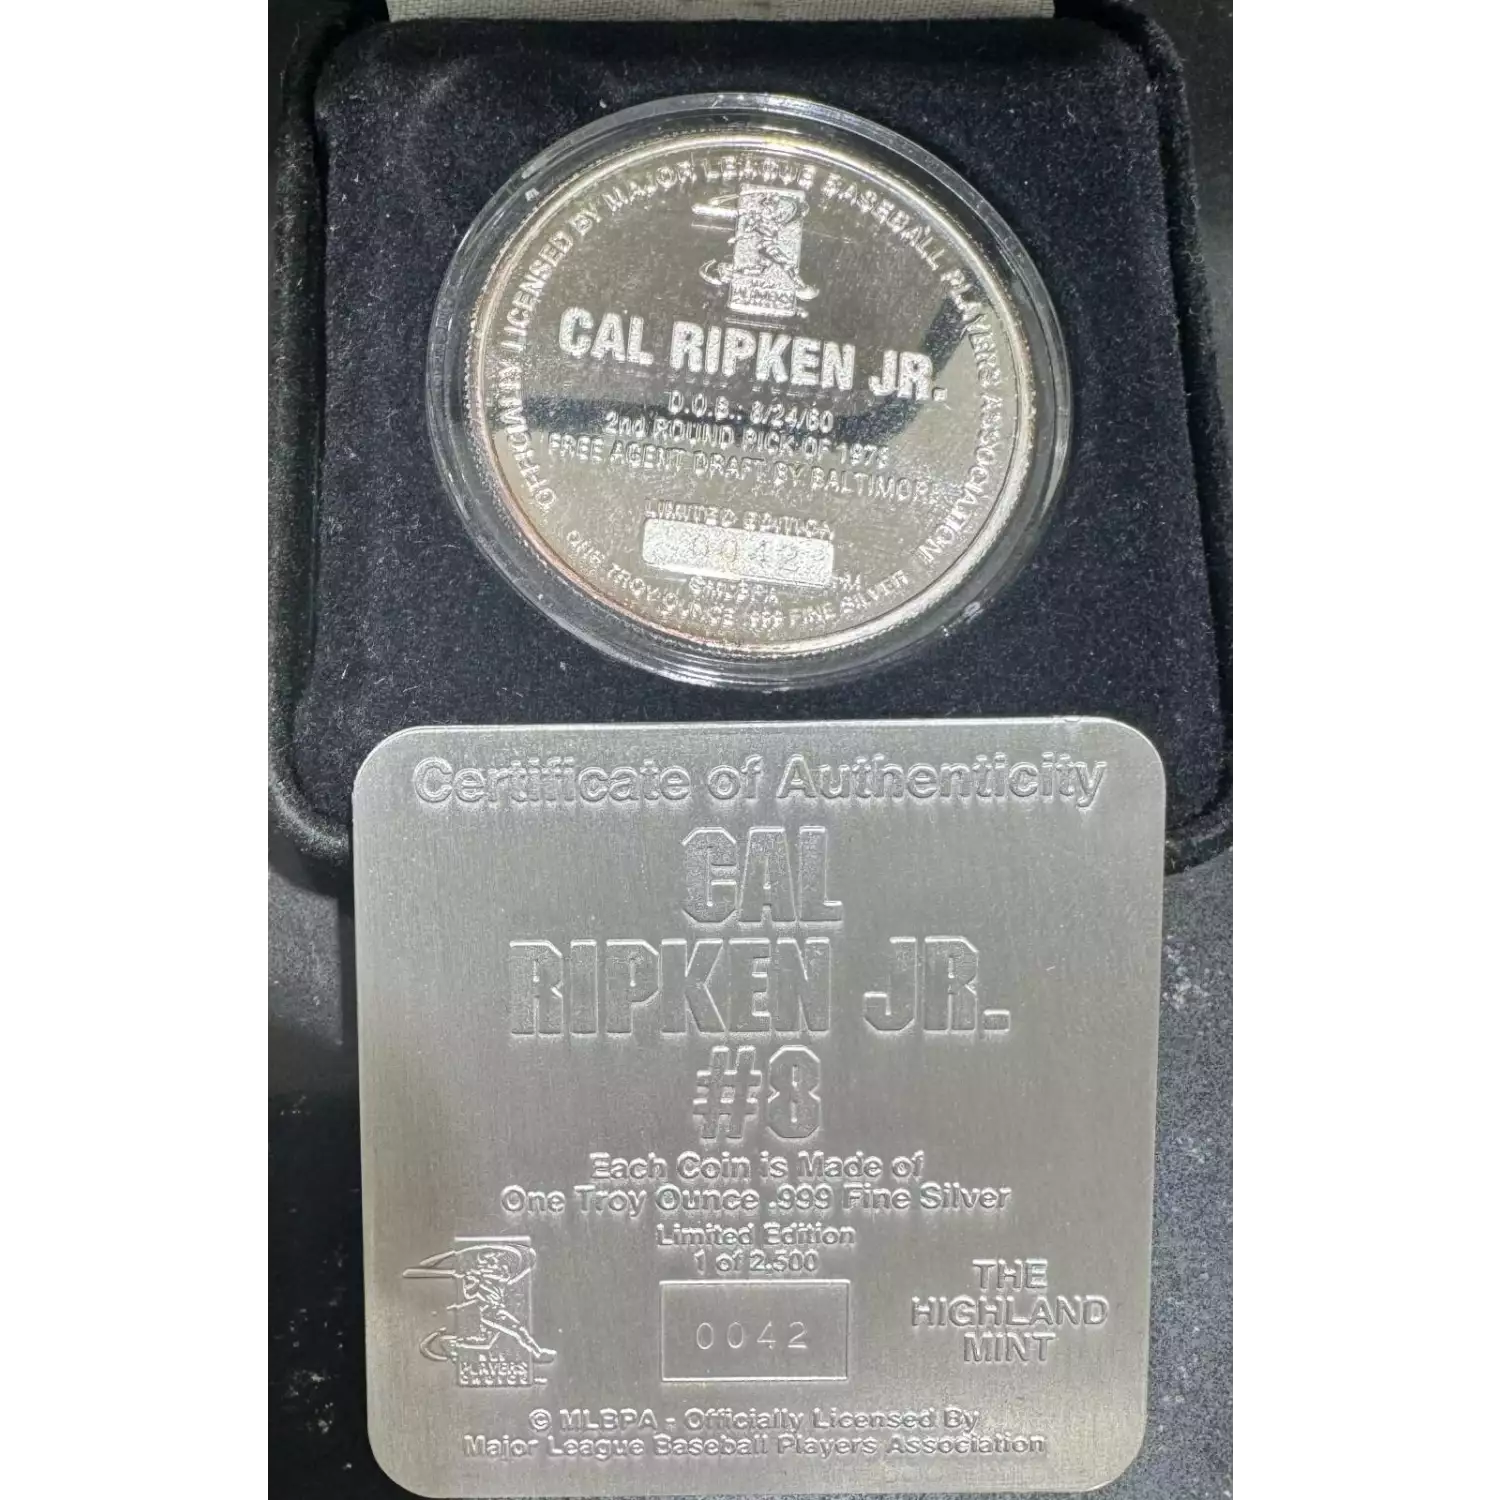 OFFICIALLY LICENSED BY MAJOR LEAGUE BASEBALL PLAYERS ASSOCIATION
CAL RIPKEN JR.
D.O.B.: 8/24/60
2nd ROUND PICK OF 1978
FREE AGENT DRAFT BY BALTIMORE
LIMITED EDITION
0042
©MLBPA
ONE TROY OUNCE .999 FINE SILVER
Certificate of Authenticity
CAL
RIPKEN JR.
#8
Each Coin is Made of
One Troy Ounce .999 Fine Silver
Limited Edition
1 of 2,500
0042
PLAYERS
CHOICE
THE
HIGHLAND
MINT
© MLBPA - Officially Licensed By
Major League Baseball Players Association